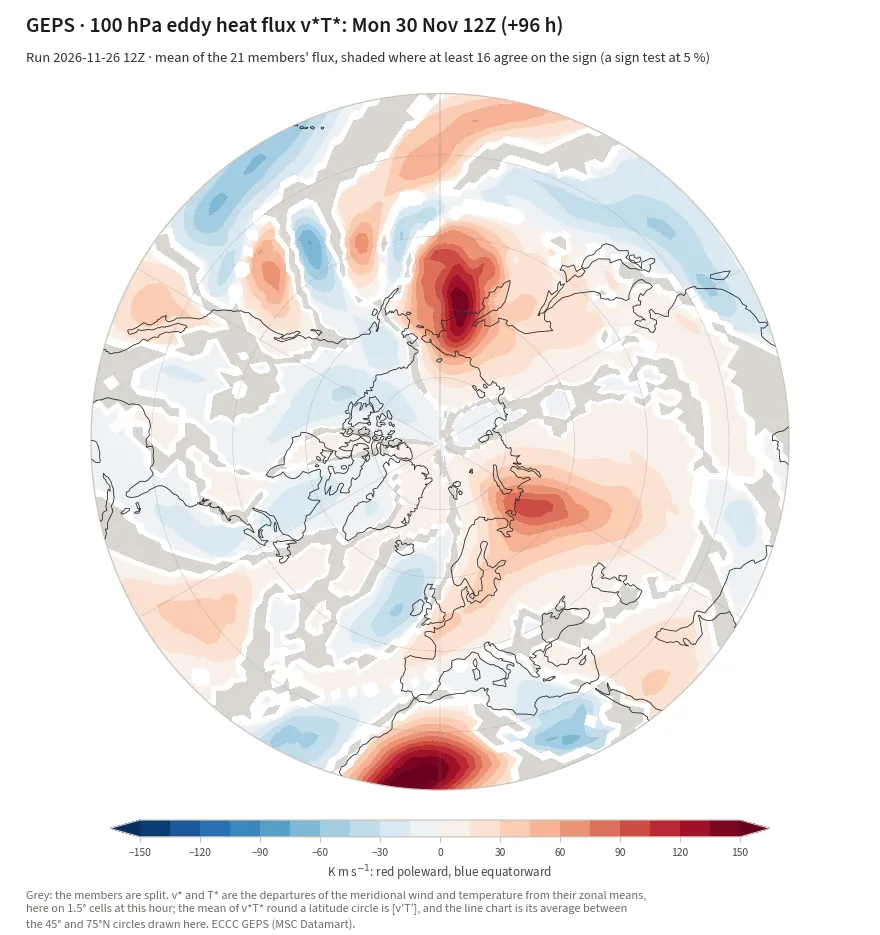 GEPS · 100 hPa eddy heat flux v*T*: Mon 30 Nov 12Z (+96 h)
Run 2026-11-26 12Z · mean of the 21 members' flux, shaded where at least 16 agree on the sign (a sign test at 5 %)
−150 −120 −90 −60 −30 0 30 60 90 120 150
K m s⁻¹: red poleward, blue equatorward
Grey: the members are split. v* and T* are the departures of the meridional wind and temperature from their zonal means,
here on 1.5° cells at this hour; the mean of v*T* round a latitude circle is [v'T'], and the line chart is its average between
the 45° and 75°N circles drawn here. ECCC GEPS (MSC Datamart).